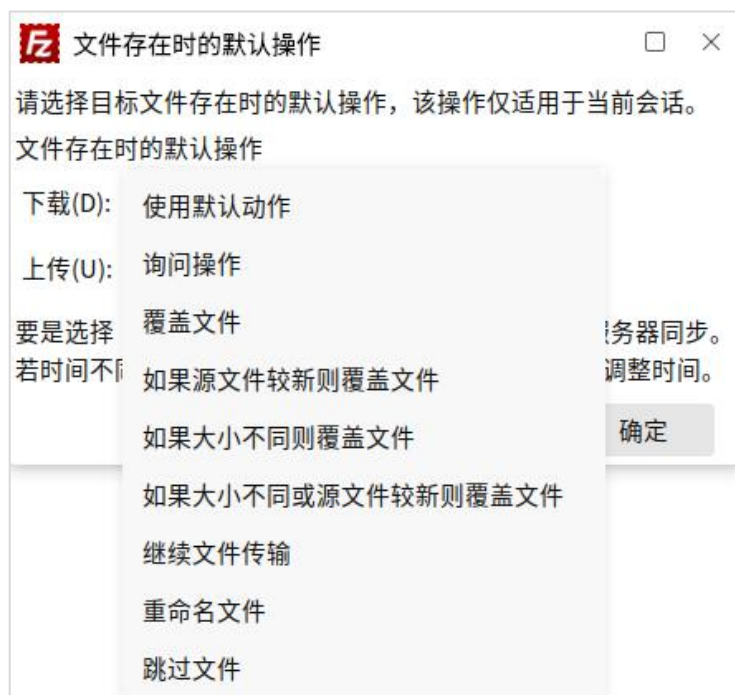 FZ 文件存在时的默认操作
请选择目标文件存在时的默认操作，该操作仅适用于当前会话。
文件存在时的默认操作
下载(D):
使用默认动作
询问操作
上传(U):
覆盖文件
要是选择
务器同步。
如果源文件较新则覆盖文件
若时间不
调整时间。
如果大小不同则覆盖文件
确定
如果大小不同或源文件较新则覆盖文件
继续文件传输
重命名文件
跳过文件